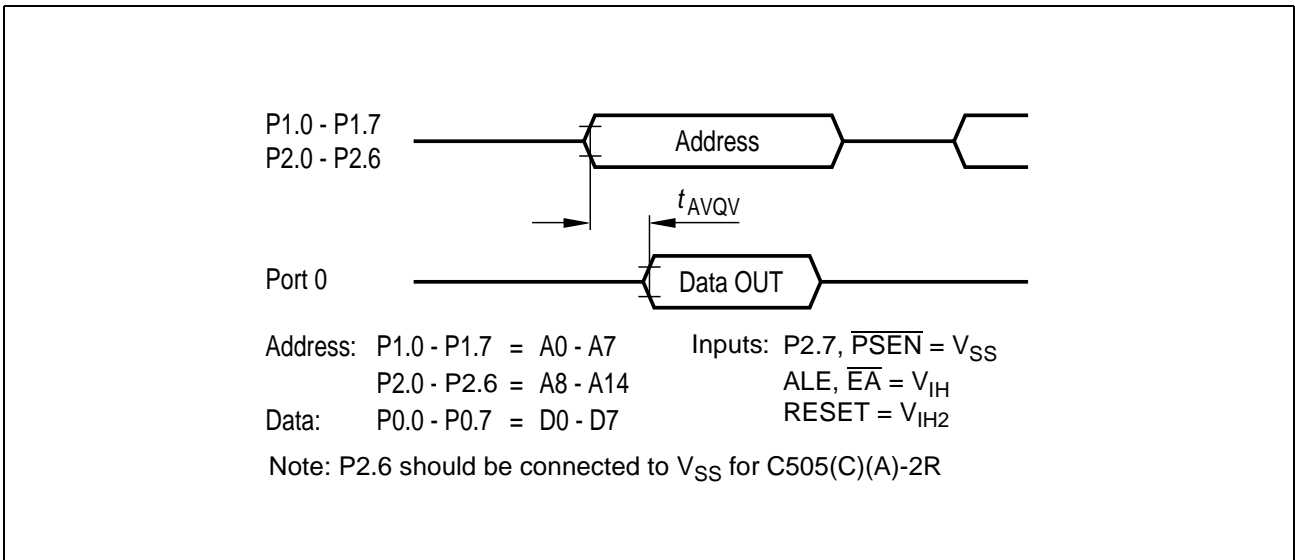 P1.0 - P1.7
P2.0 - P2.6
Address
tAVQV
Port 0
Data OUT
Address: P1.0 - P1.7 = A0 - A7
P2.0 - P2.6 = A8 - A14
Data: P0.0 - P0.7 = D0 - D7
Inputs: P2.7, PSEN = VSS
ALE, EA = VIH
RESET = VIH2
Note: P2.6 should be connected to VSS for C505(C)(A)-2R